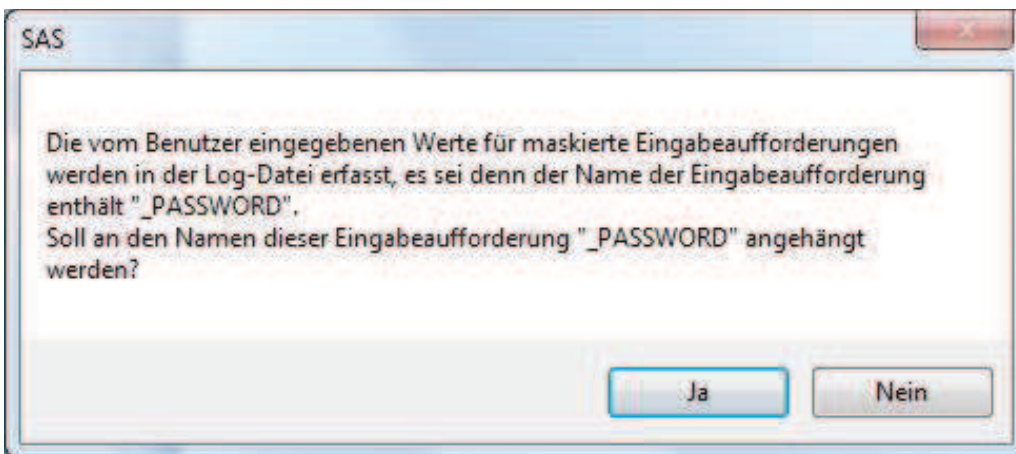 SAS
Die vom Benutzer eingegebenen Werte für maskierte Eingabeaufforderungen
werden in der Log-Datei erfasst, es sei denn der Name der Eingabeaufforderung
enthält "_PASSWORD".
Soll an den Namen dieser Eingabeaufforderung "_PASSWORD" angehängt
werden?
Ja
Nein